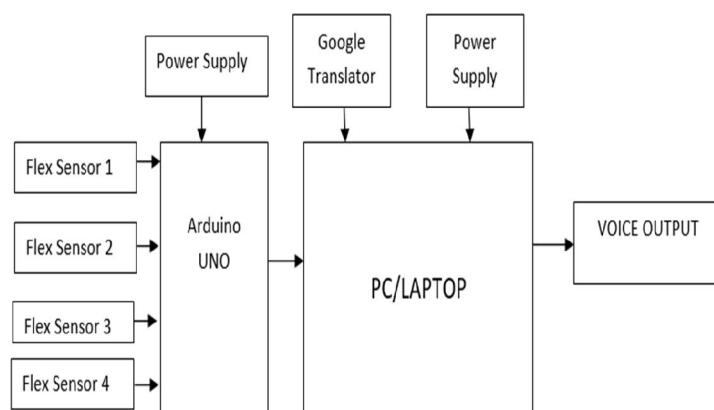 Power Supply
Google
Translator
Power
Supply
Flex Sensor 1
Flex Sensor 2
Flex Sensor 3
Flex Sensor 4
Arduino
UNO
PC/LAPTOP
VOICE OUTPUT